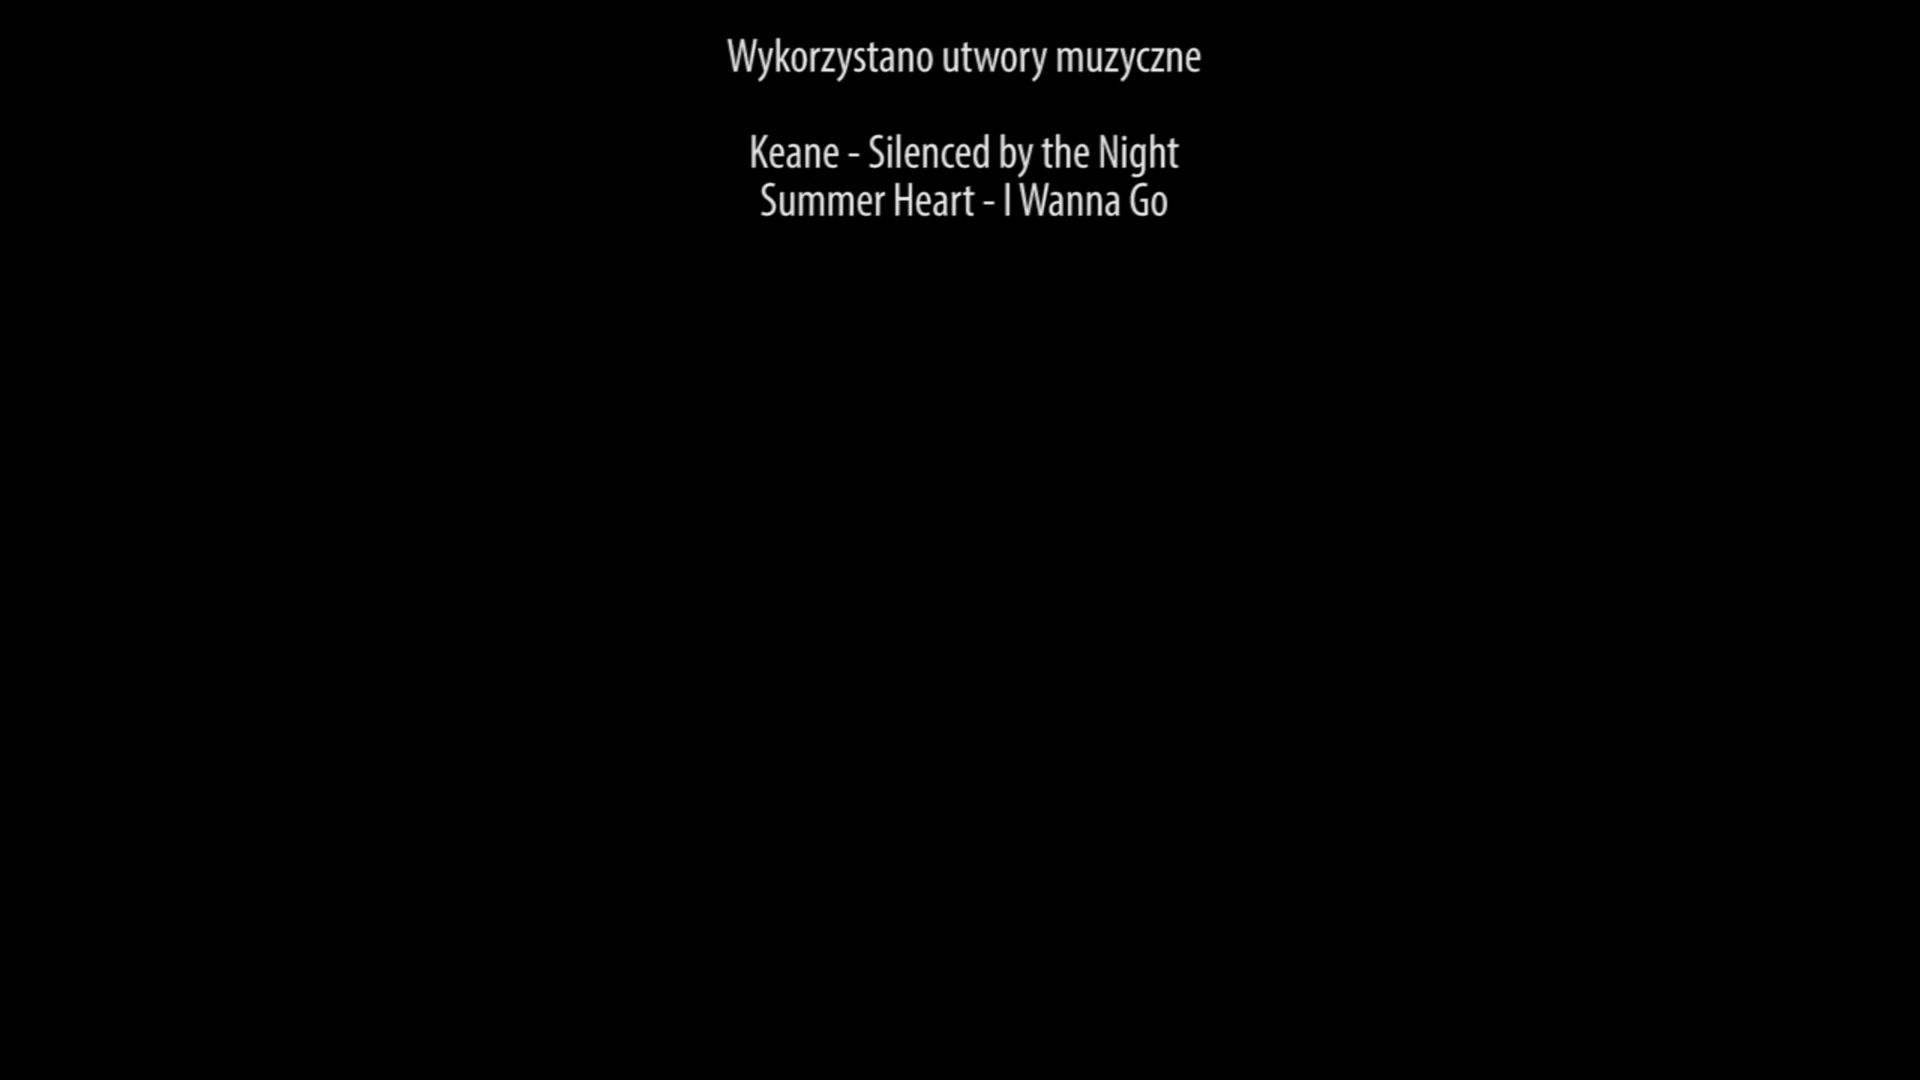 Wykorzystano utwory muzyczne
Keane - Silenced by the Night
Summer Heart - I Wanna Go